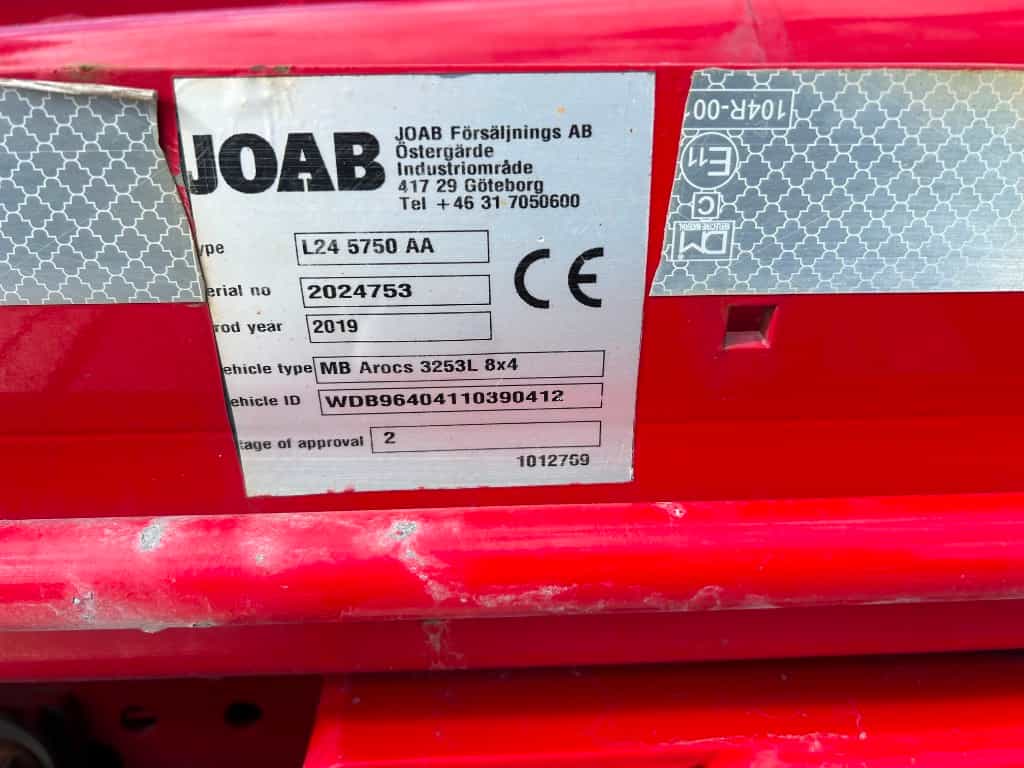 JOAB
JOAB Försäljnings AB
Östergärde
Industriområde
417 29 Göteborg
Tel +46 31 7050600
ype L24 5750 AA
CE
erial no 2024753
rod year 2019
ehicle type MB Arocs 3253L 8x4
ehicle ID WDB96404110390412
tage of approval 2
1012759
104R-00
E11
C
DM